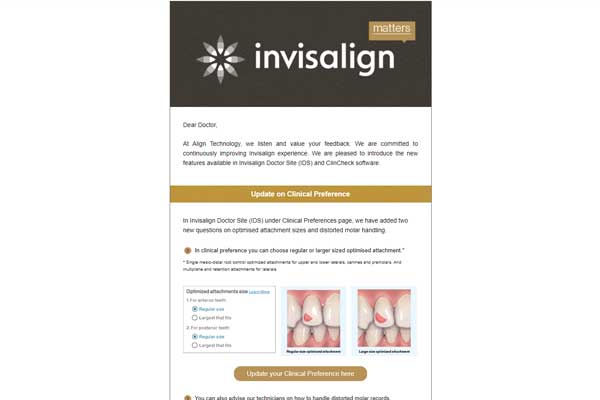 matters
invisalign
Dear Doctor,
At Align Technology, we listen and value your feedback. We are committed to
continuously improving Invisalign experience. We are pleased to introduce the new
features available in Invisalign Doctor Site (IDS) and ClinCheck software.
Update on Clinical Preference
In Invisalign Doctor Site (IDS) under Clinical Preferences page, we have added two
new questions on optimised attachment sizes and distorted molar handling.
In clinical preference you can choose regular or larger sized optimised attachment.*
* Single mesio-distal root control optimized attachments for upper and lower laterals, canines and premolars. And
multiplane and retention attachments for laterals.
Optimized attachments size Learn More
1. For anterior teeth:
Regular size
Largest that fits
2. For posterior teeth:
Regular size
Largest that fits
Regular size optimized attachment
Large size optimized attachment
Update your Clinical Preference here
You can also advise our technicians on how to handle distorted molar records.